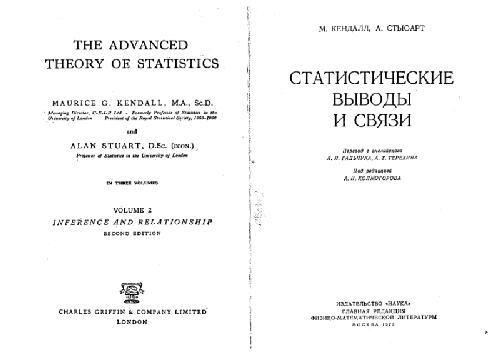 THE ADVANCED
THEORY OF STATISTICS
MAURICE G. KENDALL, M.A., Sc.D.
Managing Director, C-E-I-R Ltd · Formerly Professor of Statistics in the
University of London President of the Royal Statistical Society, 1960-1962
and
ALAN STUART, D.Sc. (ECON.)
Professor of Statistics in the University of London
IN THREE VOLUMES
VOLUME 2
INFERENCE AND RELATIONSHIP
SECOND EDITION
CHARLES GRIFFIN & COMPANY LIMITED
LONDON
М. КЕНДАЛЛ, А. СТЬЮАРТ
СТАТИСТИЧЕСКИЕ
ВЫВОДЫ
И СВЯЗИ
Перевод с английского
Л. И. ГАЛЬЧУКА, А. Т. ТЕРЕХИНА
Под редакцией
А. Н. КОЛМОГОРОВА
ИЗДАТЕЛЬСТВО «НАУКА»
ГЛАВНАЯ РЕДАКЦИЯ
ФИЗИКО-МАТЕМАТИЧЕСКОЙ ЛИТЕРАТУРЫ
МОСКВА 1973